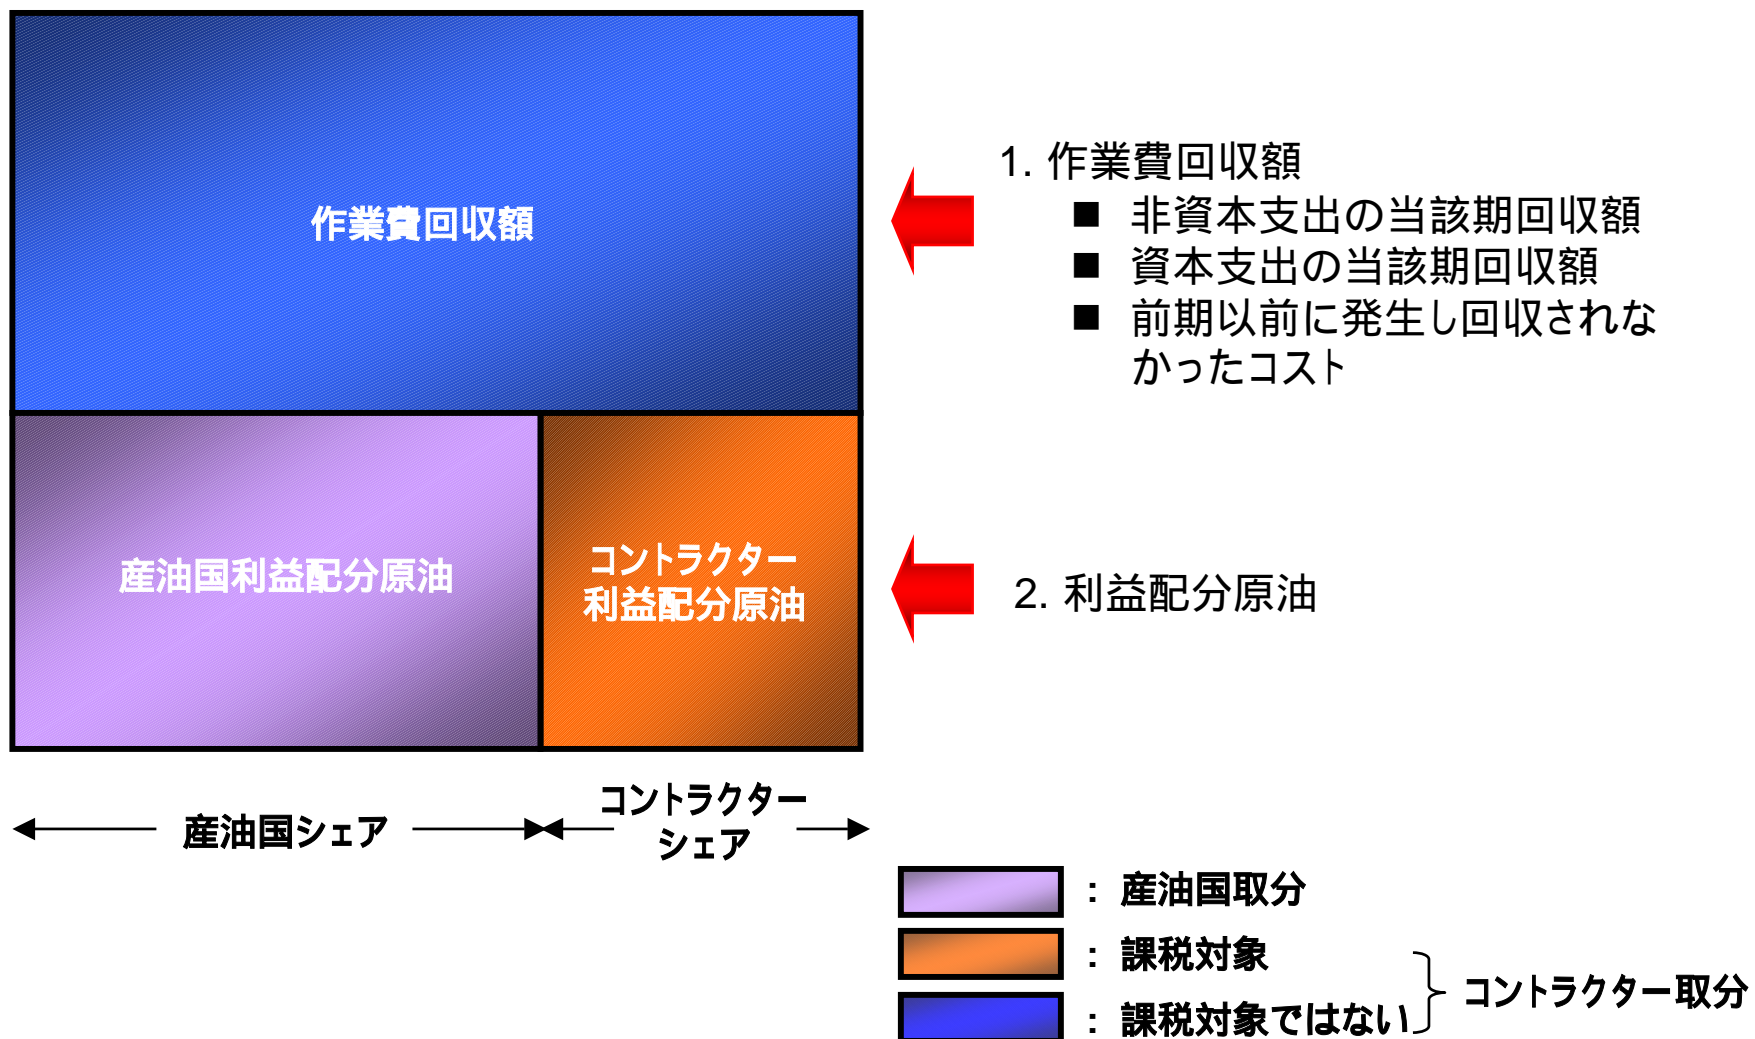 作業費回収額
1. 作業費回収額
■ 非資本支出の当該期回収額
■ 資本支出の当該期回収額
■ 前期以前に発生し回収されな
かったコスト
産油国利益配分原油
コントラクター
利益配分原油
2. 利益配分原油
産油国シェア
コントラクター
シェア
: 産油国取分
: 課税対象
: 課税対象ではない
コントラクター取分